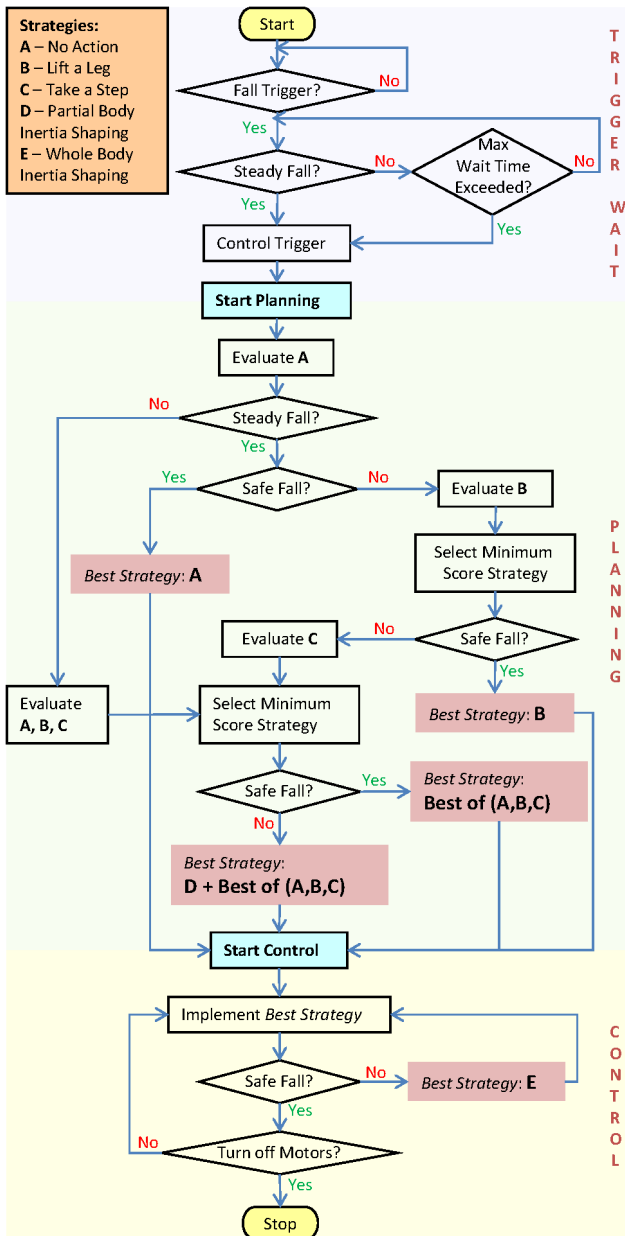 Strategies:
A – No Action
B – Lift a Leg
C – Take a Step
D – Partial Body
Inertia Shaping
E – Whole Body
Inertia Shaping
Start
Fall Trigger?
No
Yes
Steady Fall?
No
Max
Wait Time
Exceeded?
No
Yes
Yes
Control Trigger
TRIGGER WAIT
Start Planning
Evaluate A
No
Steady Fall?
Yes
Yes
Safe Fall?
No
Evaluate B
Best Strategy: A
Select Minimum
Score Strategy
Evaluate C
No
Safe Fall?
Yes
Evaluate
A, B, C
Select Minimum
Score Strategy
Best Strategy: B
Safe Fall?
Yes
Best Strategy:
Best of (A,B,C)
No
Best Strategy:
D + Best of (A,B,C)
PLANNING
Start Control
Implement Best Strategy
Safe Fall?
No
Best Strategy: E
Yes
No
Turn off Motors?
Yes
Stop
CONTROL